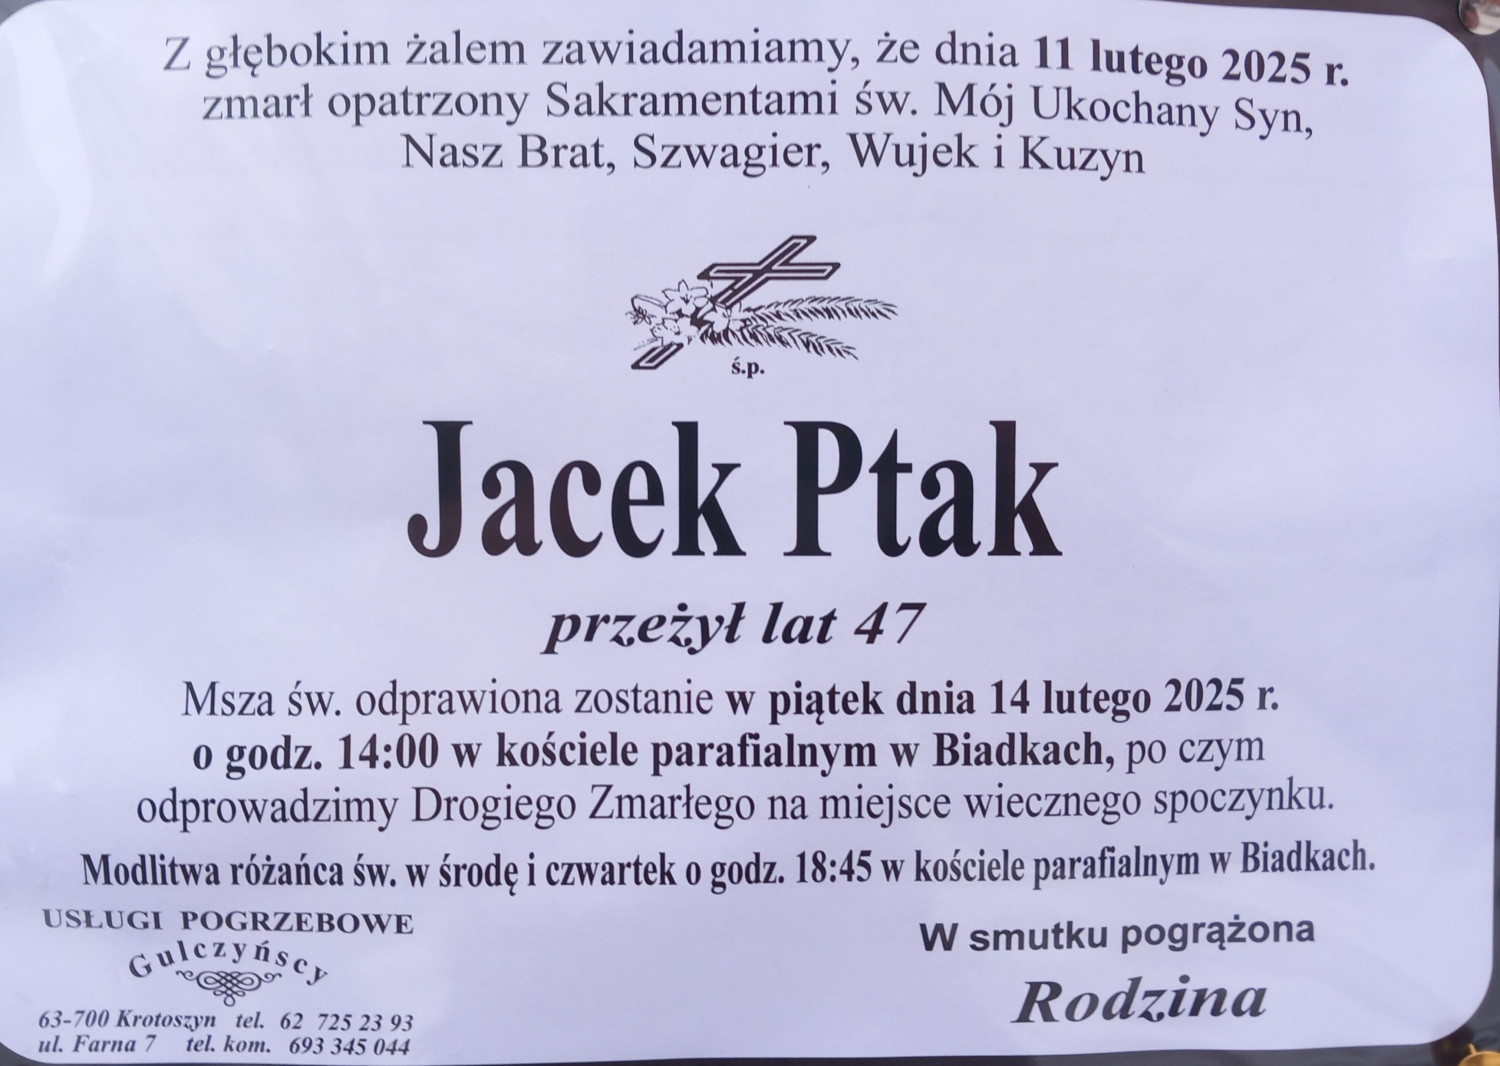 Z głębokim żalem zawiadamiamy, że dnia 11 lutego 2025 r.
zmarł opatrzony Sakramentami św. Mój Ukochany Syn,
Nasz Brat, Szwagier, Wujek i Kuzyn
ś.p.
Jacek Ptak
przeżył lat 47
Msza św. odprawiona zostanie w piątek dnia 14 lutego 2025 r.
o godz. 14:00 w kościele parafialnym w Biadkach, po czym
odprowadzimy Drogiego Zmarłego na miejsce wiecznego spoczynku.
Modlitwa różańca św. w środę i czwartek o godz. 18:45 w kościele parafialnym w Biadkach.
USŁUGI POGRZEBOWE
Gulczyńscy
63-700 Krotoszyn tel. 62 725 23 93
ul. Farna 7 tel. kom. 693 345 044
W smutku pogrążona
Rodzina